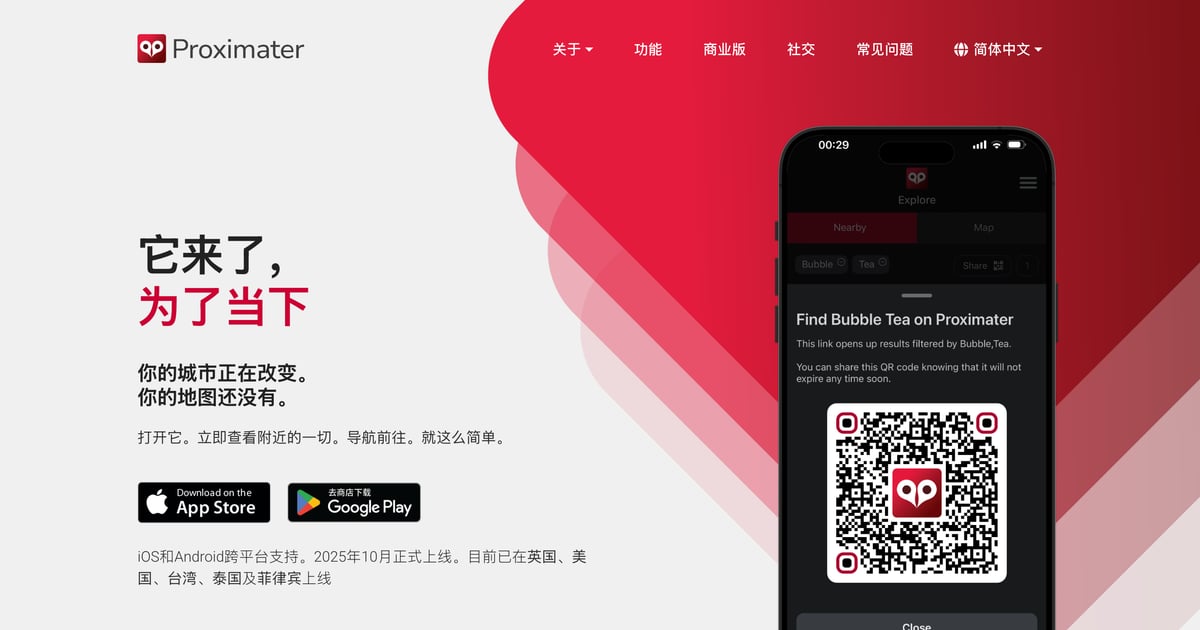 Proximater
关于
功能
商业版
社交
常见问题
简体中文
它来了，
为了当下
你的城市正在改变。
你的地图还没有。
打开它。立即查看附近的一切。导航前往。就这么简单。
Download on the
App Store
去商店下载
Google Play
iOS和Android跨平台支持。2025年10月正式上线。目前已在英国、美
国、台湾、泰国及菲律宾上线
00:29
Explore
Nearby
Map
Bubble
Tea
Share
1
Find Bubble Tea on Proximater
This link opens up results filtered by Bubble,Tea.
You can share this QR code knowing that it will not
expire any time soon.
Close